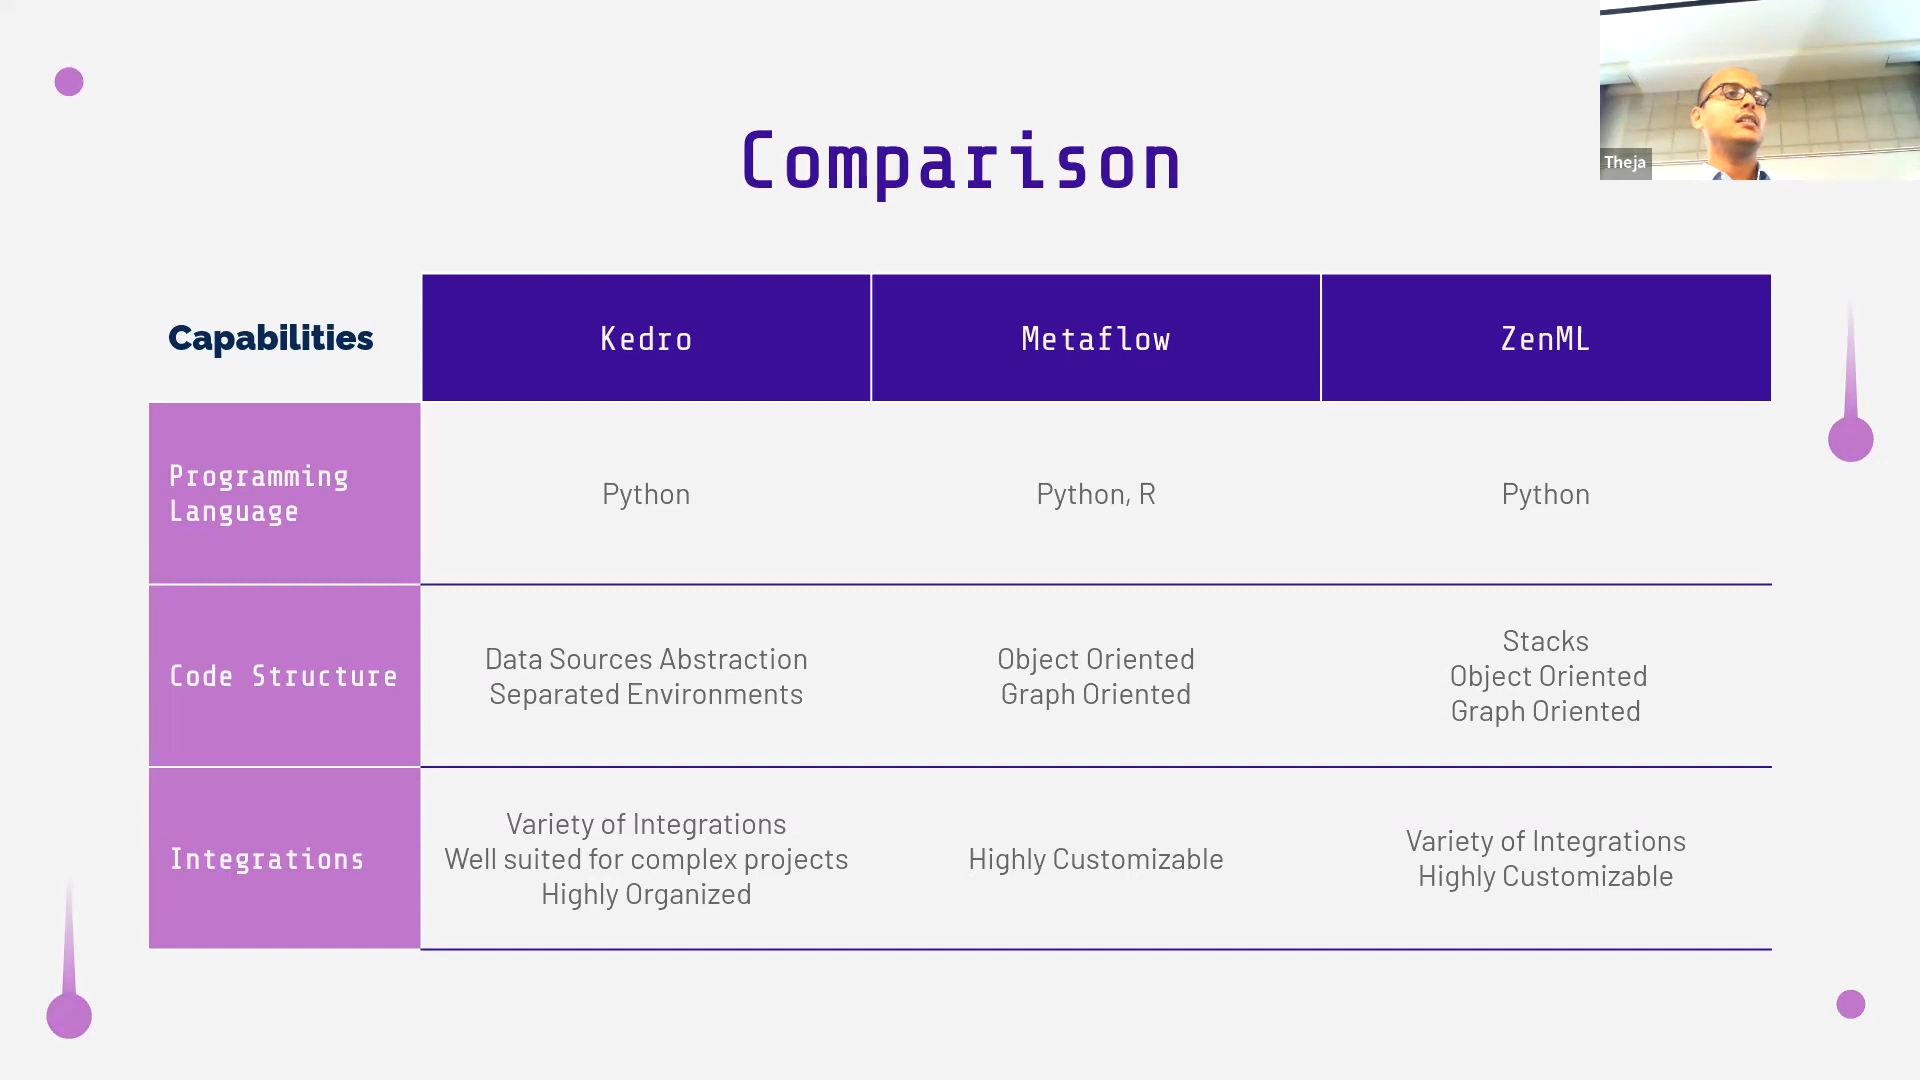 Theja
Comparison
Capabilities
Kedro
Metaflow
ZenML
Programming
Language
Python
Python, R
Python
Code Structure
Data Sources Abstraction
Separated Environments
Object Oriented
Graph Oriented
Stacks
Object Oriented
Graph Oriented
Integrations
Variety of Integrations
Well suited for complex projects
Highly Organized
Highly Customizable
Variety of Integrations
Highly Customizable